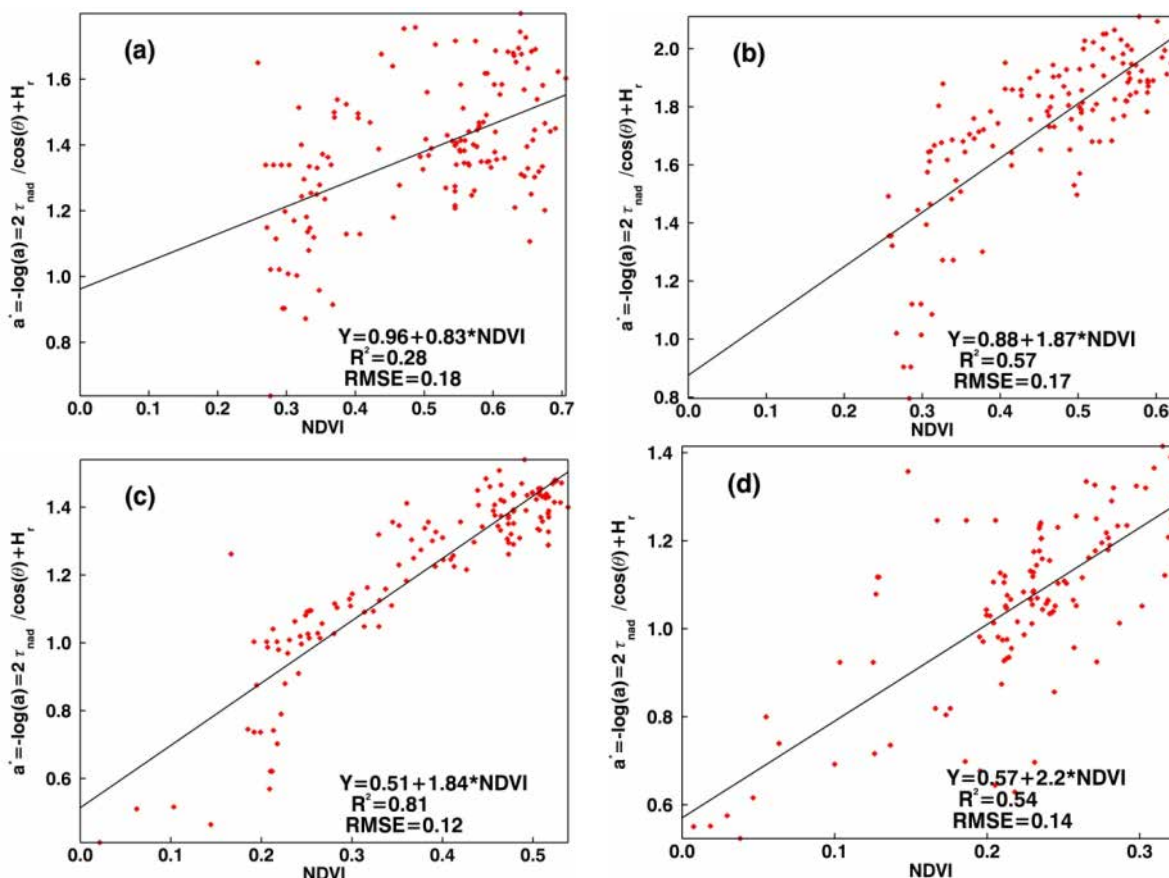 (a)
a*=-log(a)=2 τnad /cos(θ)+Hr
1.6
1.4
1.2
1.0
0.8
Y=0.96+0.83*NDVI
R²=0.28
RMSE=0.18
0.0 0.1 0.2 0.3 0.4 0.5 0.6 0.7
NDVI
(b)
a*=-log(a)=2 τnad /cos(θ)+Hr
2.0
1.8
1.6
1.4
1.2
1.0
0.8
Y=0.88+1.87*NDVI
R²=0.57
RMSE=0.17
0.0 0.1 0.2 0.3 0.4 0.5 0.6
NDVI
(c)
a*=-log(a)=2 τnad /cos(θ)+Hr
1.4
1.2
1.0
0.8
0.6
Y=0.51+1.84*NDVI
R²=0.81
RMSE=0.12
0.0 0.1 0.2 0.3 0.4 0.5
NDVI
(d)
a*=-log(a)=2 τnad /cos(θ)+Hr
1.4
1.2
1.0
0.8
0.6
Y=0.57+2.2*NDVI
R²=0.54
RMSE=0.14
0.0 0.1 0.2 0.3
NDVI